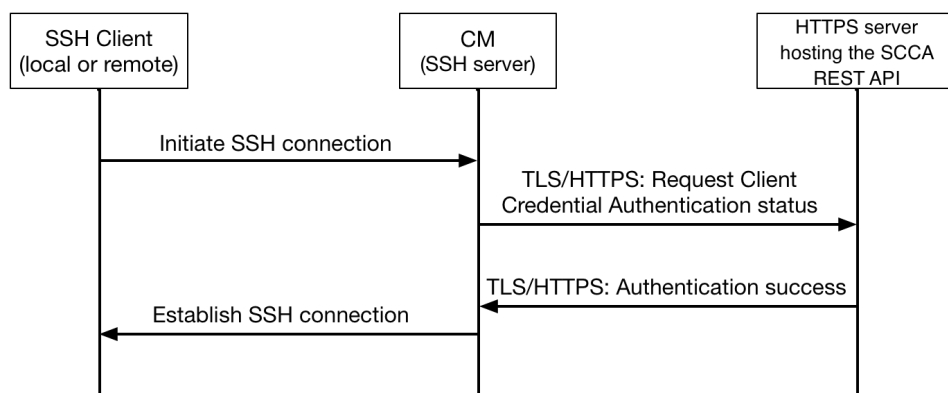 SSH Client
(local or remote)
CM
(SSH server)
HTTPS server
hosting the SCCA
REST API
Initiate SSH connection
TLS/HTTPS: Request Client
Credential Authentication status
TLS/HTTPS: Authentication success
Establish SSH connection